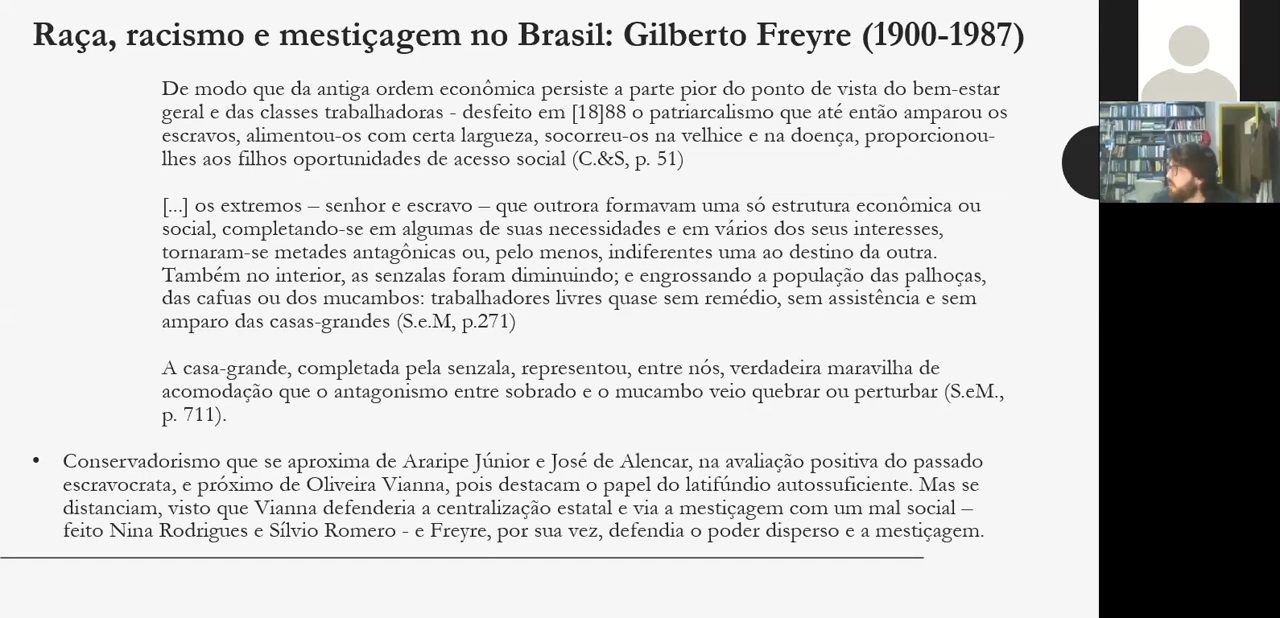 Raça, racismo e mestiçagem no Brasil: Gilberto Freyre (1900-1987)
De modo que da antiga ordem econômica persiste a parte pior do ponto de vista do bem-estar
geral e das classes trabalhadoras - desfeito em [18]88 o patriarcalismo que até então amparou os
escravos, alimentou-os com certa largueza, socorreu-os na velhice e na doença, proporcionou-
lhes aos filhos oportunidades de acesso social (C.&S, p. 51)
[...] os extremos – senhor e escravo – que outrora formavam uma só estrutura econômica ou
social, completando-se em algumas de suas necessidades e em vários dos seus interesses,
tornaram-se metades antagônicas ou, pelo menos, indiferentes uma ao destino da outra.
Também no interior, as senzalas foram diminuindo; e engrossando a população das palhoças,
das cafuas ou dos mucambos: trabalhadores livres quase sem remédio, sem assistência e sem
amparo das casas-grandes (S.e.M, p.271)
A casa-grande, completada pela senzala, representou, entre nós, verdadeira maravilha de
acomodação que o antagonismo entre sobrado e o mucambo veio quebrar ou perturbar (S.eM.,
p. 711).
• Conservadorismo que se aproxima de Araripe Júnior e José de Alencar, na avaliação positiva do passado
escravocrata, e próximo de Oliveira Vianna, pois destacam o papel do latifúndio autossuficiente. Mas se
distanciam, visto que Vianna defenderia a centralização estatal e via a mestiçagem com um mal social –
feito Nina Rodrigues e Sílvio Romero - e Freyre, por sua vez, defendia o poder disperso e a mestiçagem.